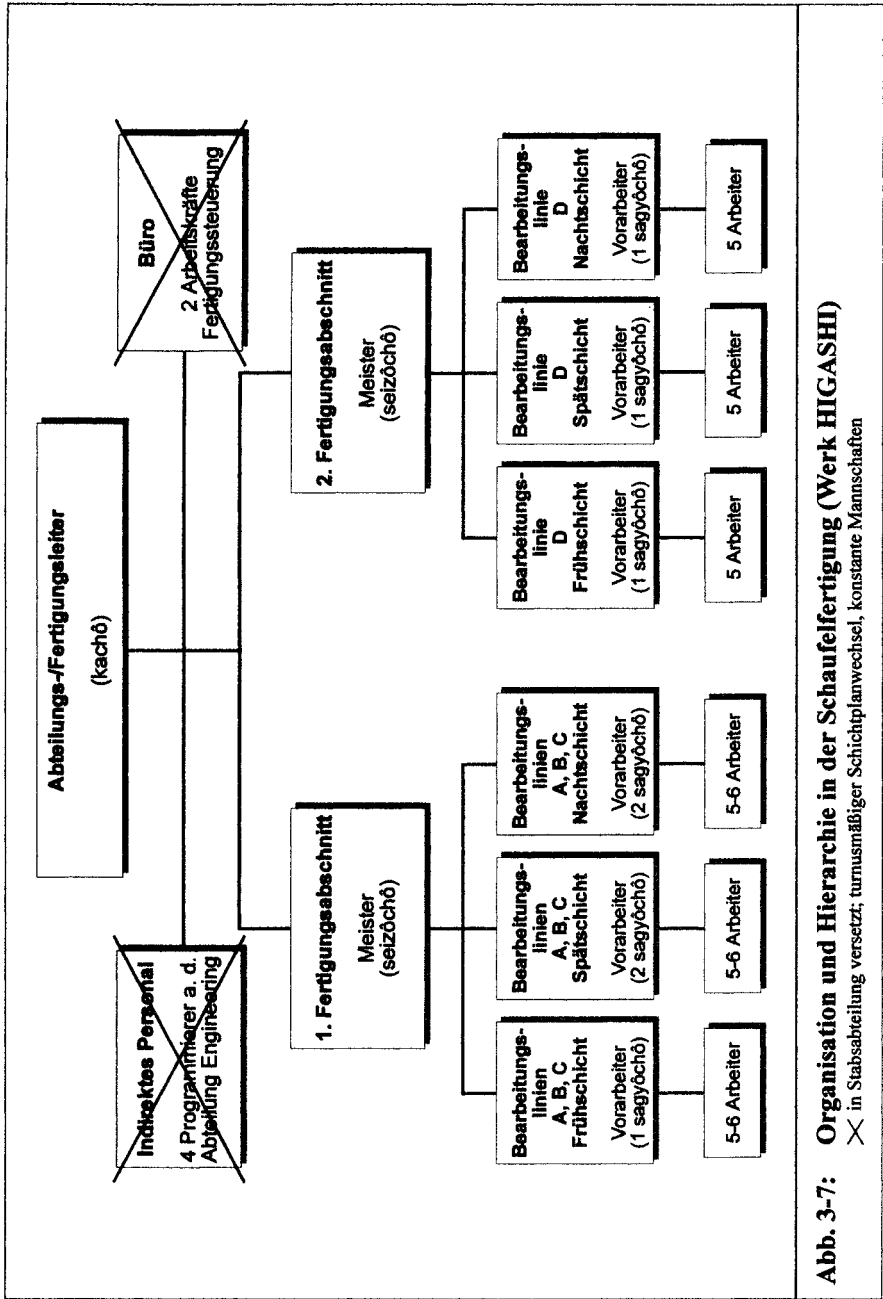 Abteilungs-/Fertigungsleiter
(kachô)
Indirektes Personal
4 Programmierer a. d.
Abteilung Engineering
Büro
2 Arbeitskräfte
Fertigungssteuerung
1. Fertigungsabschnitt
Meister
(seizôchô)
2. Fertigungsabschnitt
Meister
(seizôchô)
Bearbeitungs-
linien
A, B, C
Frühschicht
Vorarbeiter
(1 sagyôchô)
Bearbeitungs-
linien
A, B, C
Spätschicht
Vorarbeiter
(2 sagyôchô)
Bearbeitungs-
linien
A, B, C
Nachtschicht
Vorarbeiter
(2 sagyôchô)
Bearbeitungs-
linie
D
Frühschicht
Vorarbeiter
(1 sagyôchô)
Bearbeitungs-
linie
D
Spätschicht
Vorarbeiter
(1 sagyôchô)
Bearbeitungs-
linie
D
Nachtschicht
Vorarbeiter
(1 sagyôchô)
5-6 Arbeiter
5-6 Arbeiter
5-6 Arbeiter
5 Arbeiter
5 Arbeiter
5 Arbeiter
Abb. 3-7: Organisation und Hierarchie in der Schaufelfertigung (Werk HIGASHI)
in Stabsabteilung versetzt; turnusmäßiger Schichtplanwechsel, konstante Mannschaften